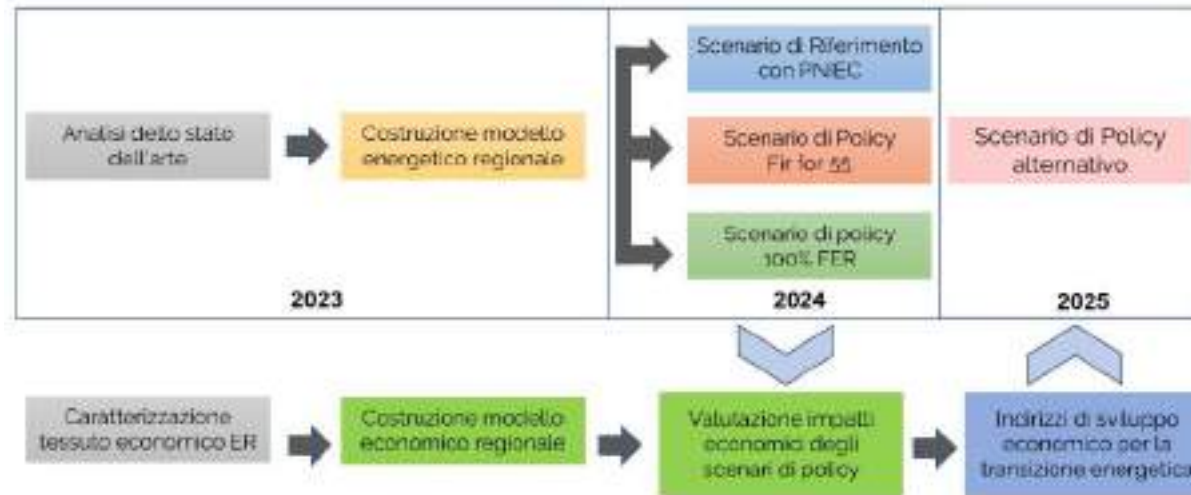 Analisi dello stato
dell'arte
Costruzione modello
energetico regionale
Scenario di Riferimento
con PNIEC
Scenario di Policy
Fir for 55
Scenario di policy
100% FER
Scenario di Policy
alternativo
2023
2024
2025
Caratterizzazione
tessuto economico ER
Costruzione modello
economico regionale
Valutazione impatti
economici degli
scenari di policy
Indirizzi di sviluppo
economico per la
transizione energetica